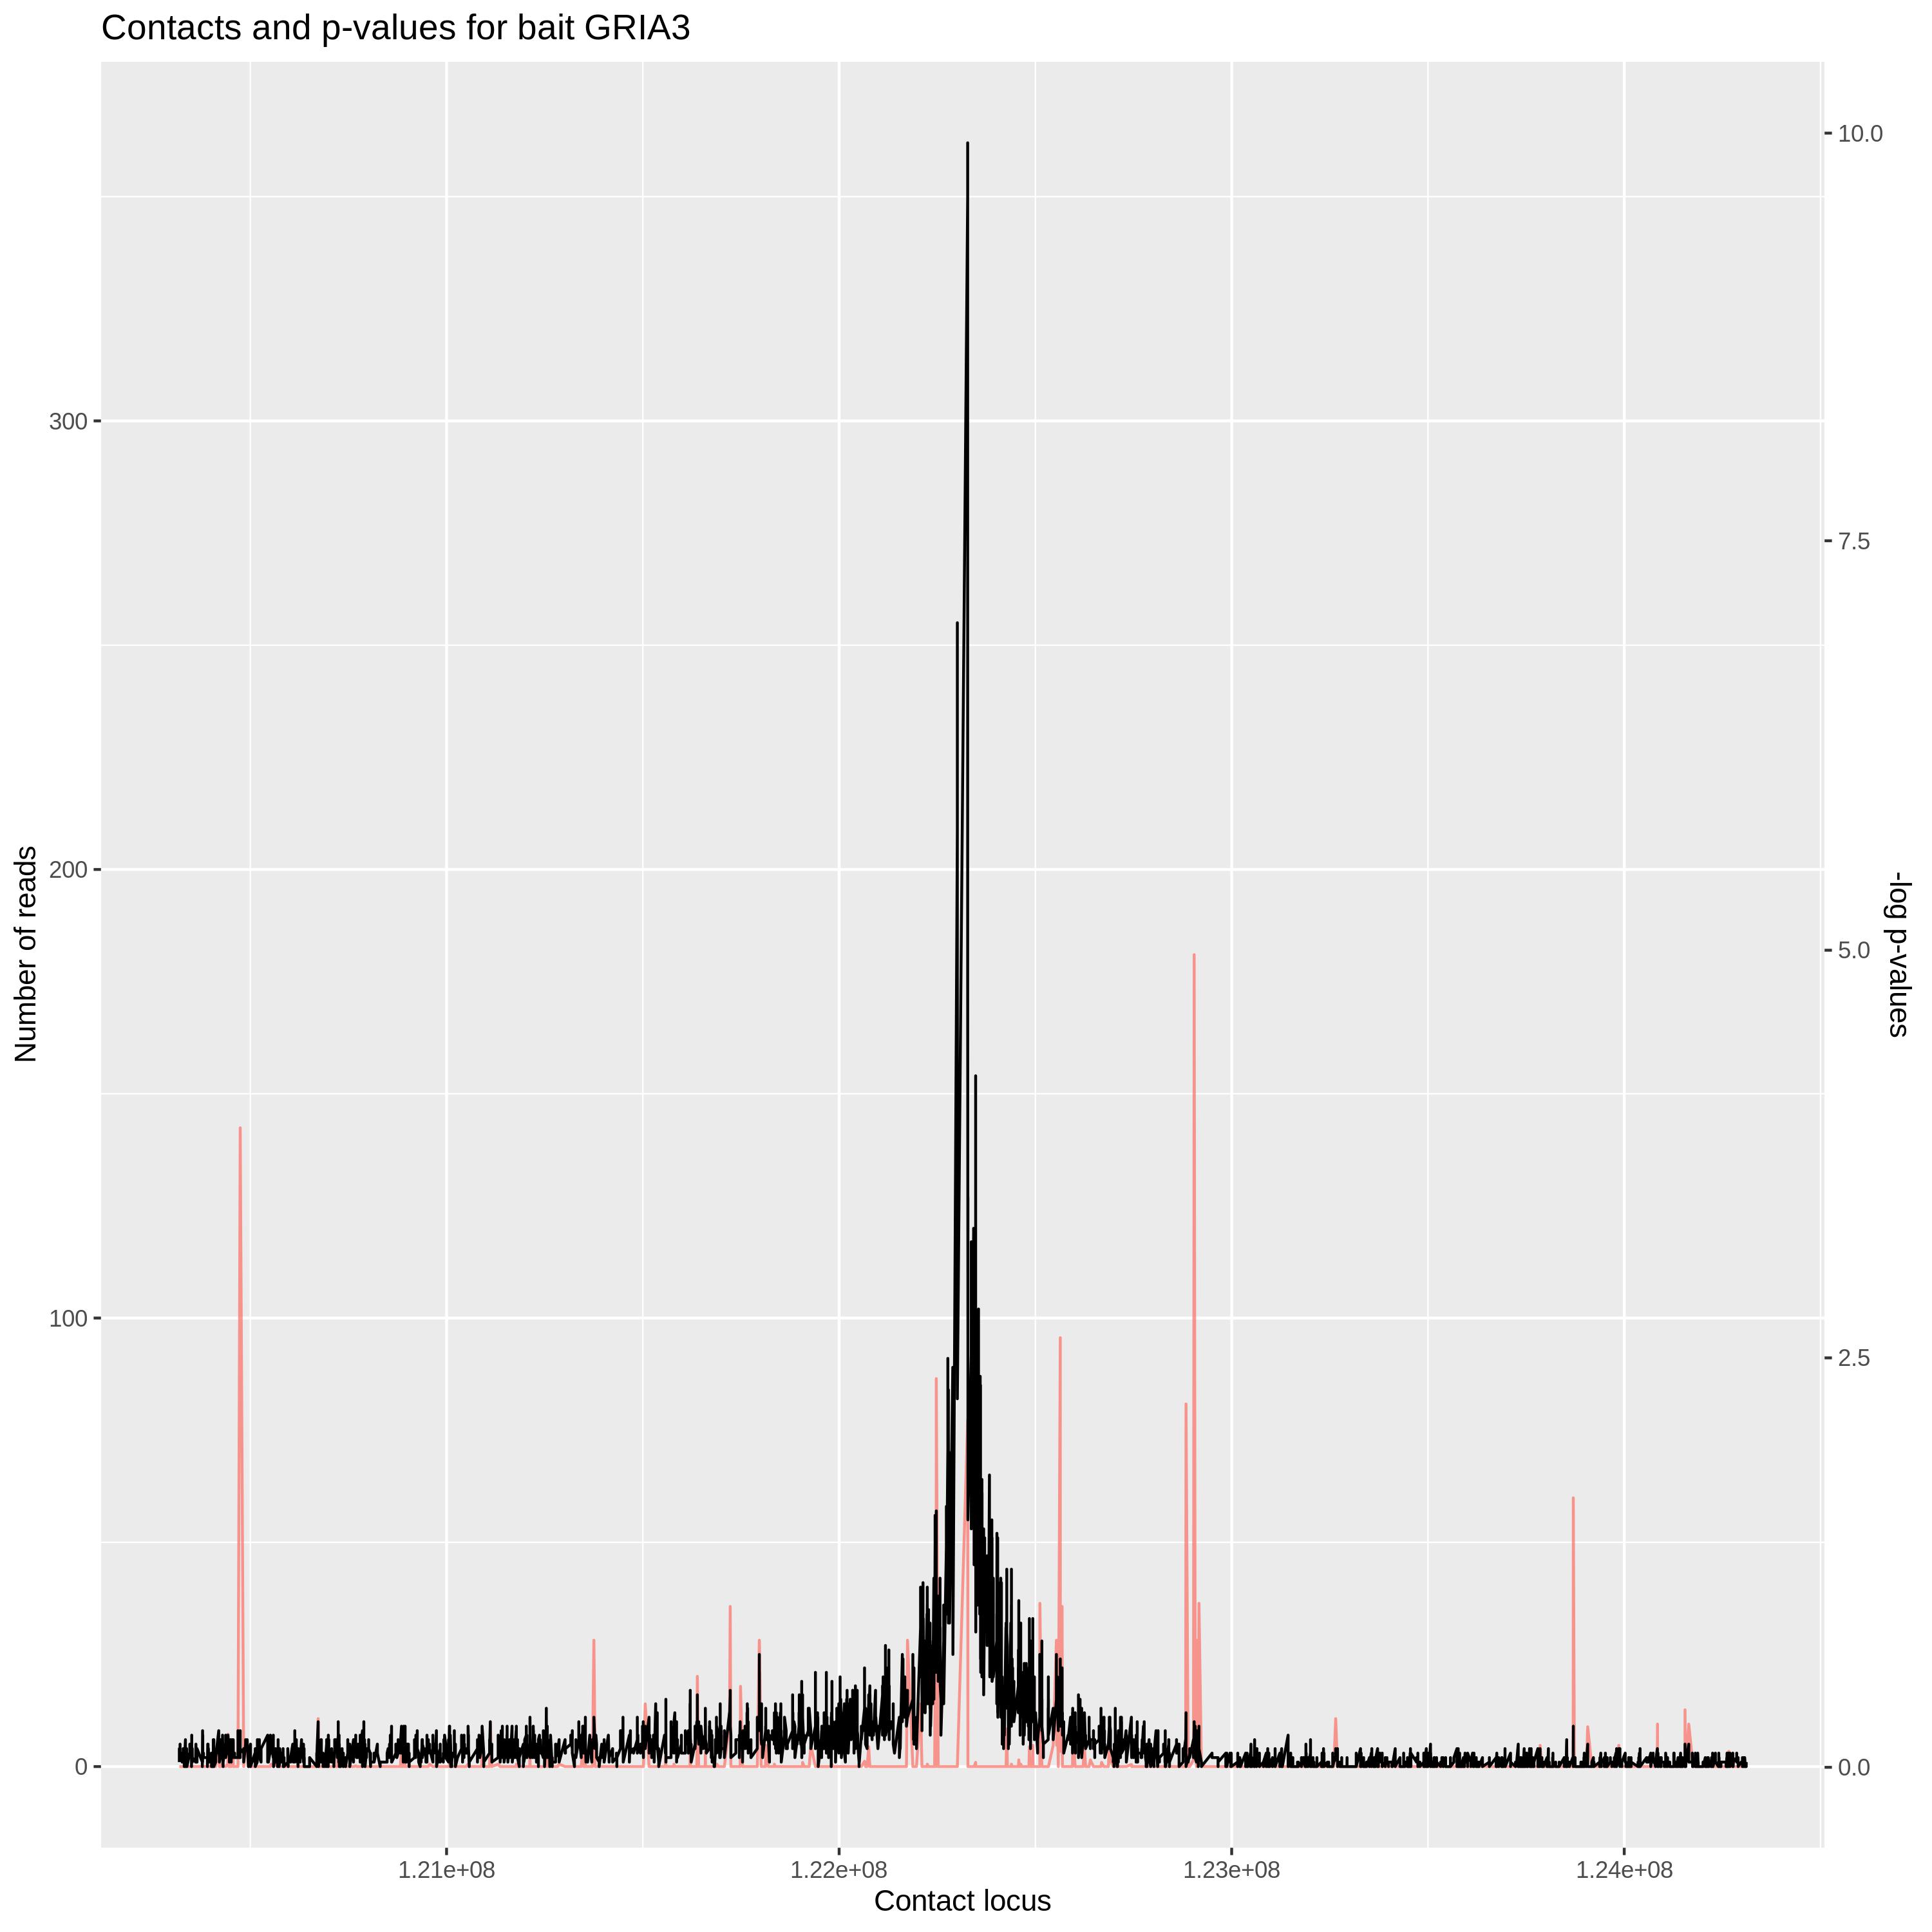 Contacts and p-values for bait GRIA3
Number of reads
300
200
100
0
10.0
7.5
5.0
2.5
0.0
-log p-values
1.21e+08
1.22e+08
1.23e+08
1.24e+08
Contact locus